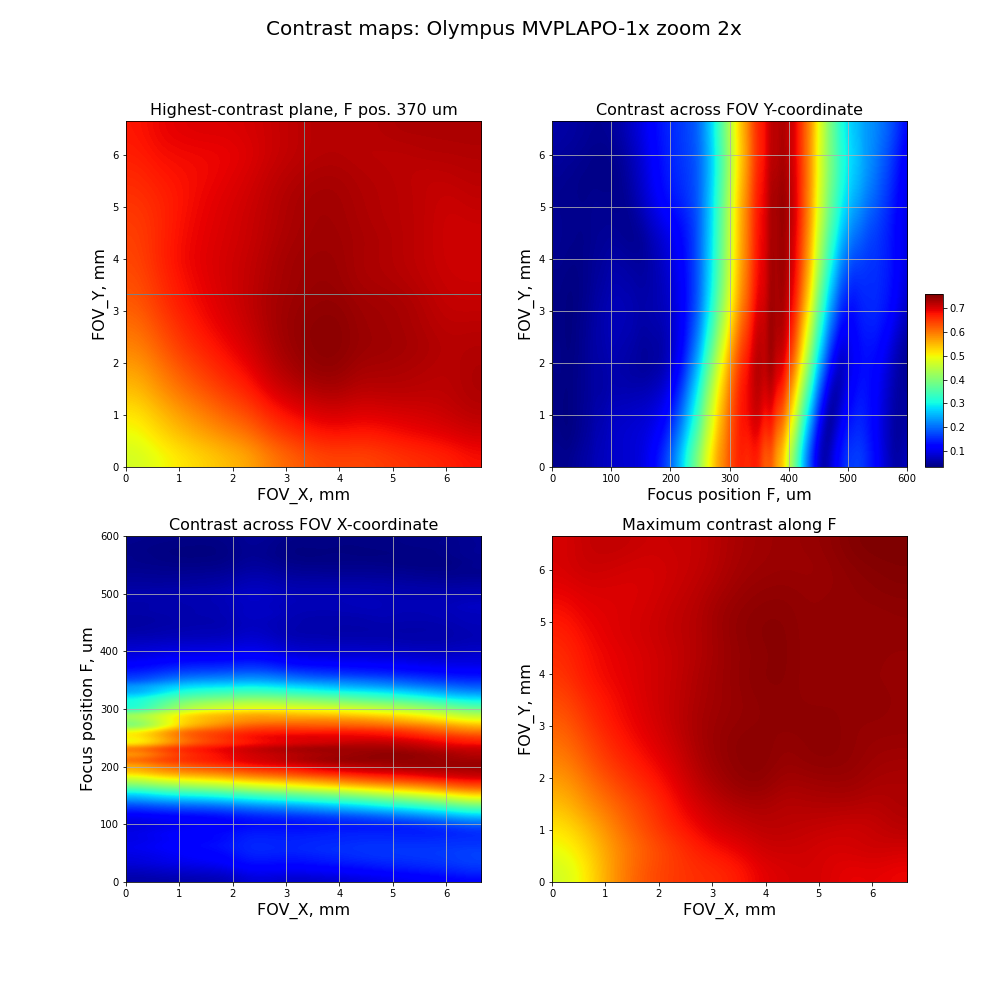 Contrast maps: Olympus MVPLAPO-1x zoom 2x
Highest-contrast plane, F pos. 370 um
6
5
4
3
2
1
0
FOV_Y, mm
0 1 2 3 4 5 6
FOV_X, mm
Contrast across FOV Y-coordinate
6
5
4
3
2
1
0
FOV_Y, mm
0 100 200 300 400 500 600
Focus position F, um
0.7
0.6
0.5
0.4
0.3
0.2
0.1
Contrast across FOV X-coordinate
600
500
400
300
200
100
0
Focus position F, um
0 1 2 3 4 5 6
FOV_X, mm
Maximum contrast along F
6
5
4
3
2
1
0
FOV_Y, mm
0 1 2 3 4 5 6
FOV_X, mm